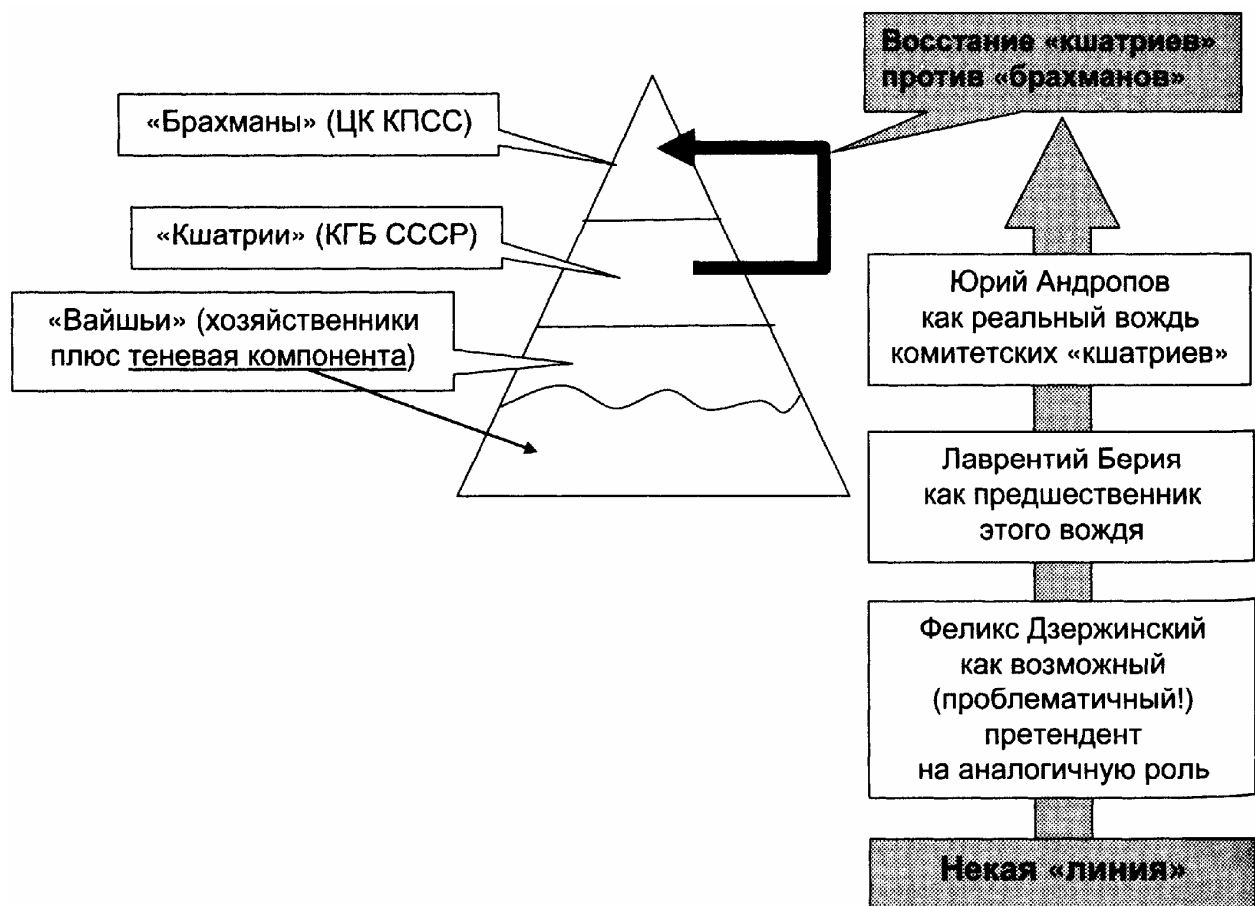 Восстание «кшатриев»
против «брахманов»
«Брахманы» (ЦК КПСС)
«Кшатрии» (КГБ СССР)
«Вайшьи» (хозяйственники
плюс теневая компонента)
Юрий Андропов
как реальный вождь
комитетских «кшатриев»
Лаврентий Берия
как предшественник
этого вождя
Феликс Дзержинский
как возможный
(проблематичный!)
претендент
на аналогичную роль
Некая «линия»